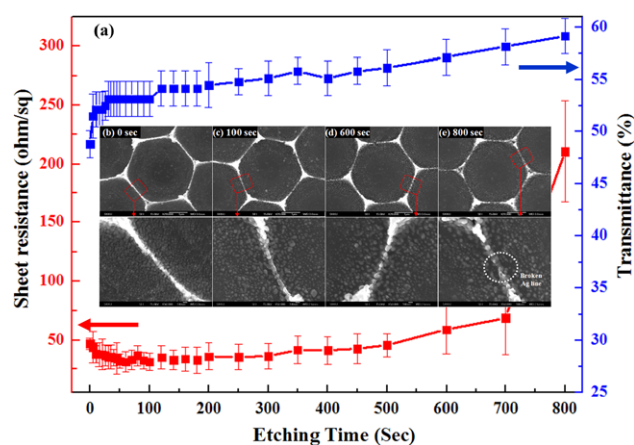 (a)
300
250
200
150
100
50
Sheet resistance (ohm/sq)
60
55
50
45
40
35
30
25
Transmittance (%)
(b) 0 sec
(c) 100 sec
(d) 600 sec
(e) 800 sec
Broken
Ag line
0 100 200 300 400 500 600 700 800
Etching Time (Sec)